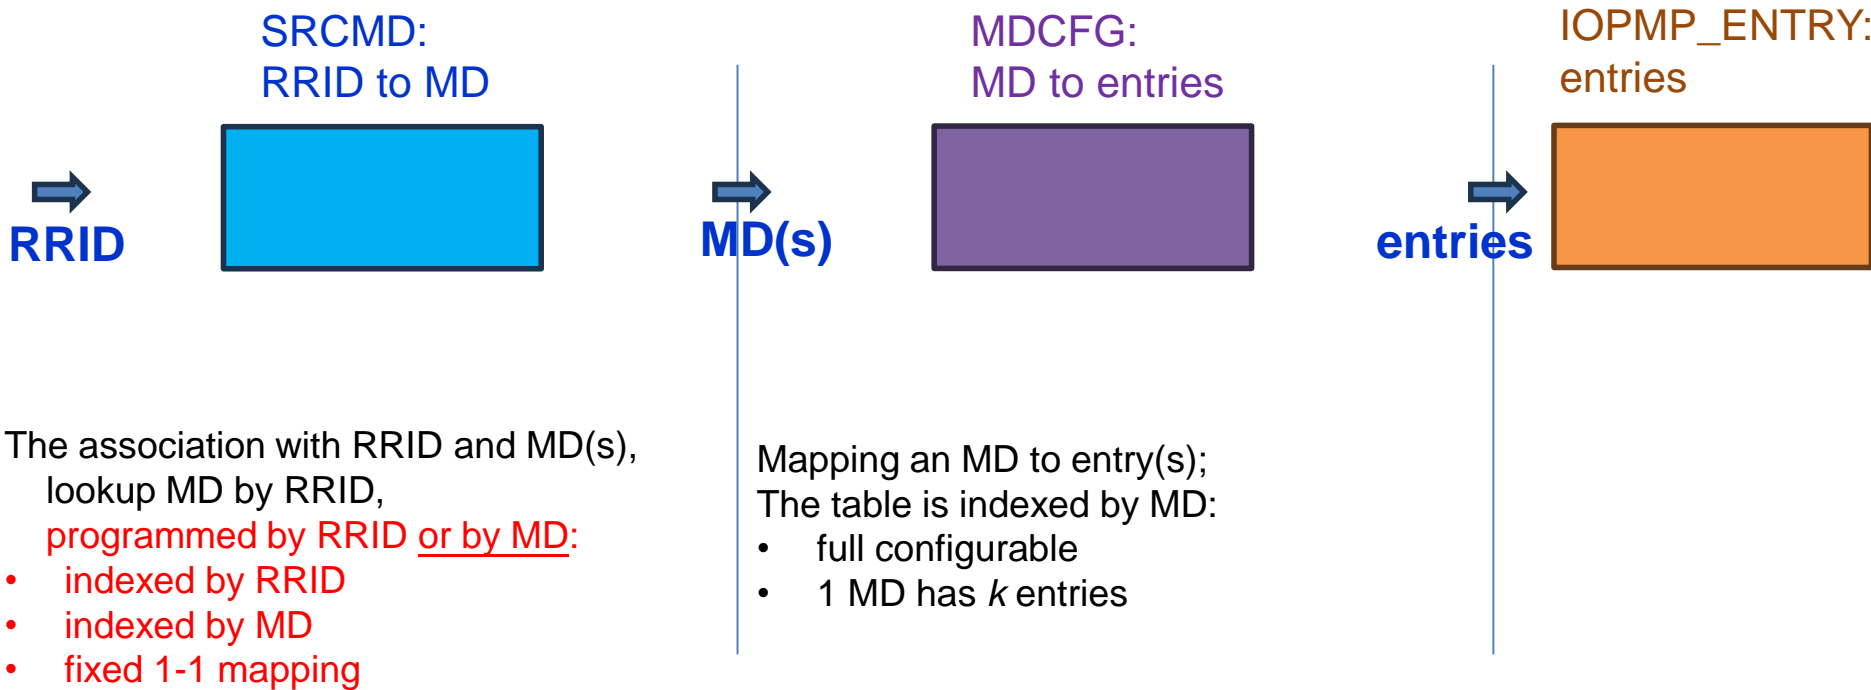 SRCMD:
RRID to MD
MDCFG:
MD to entries
IOPMP_ENTRY:
entries
RRID
MD(s)
entries
The association with RRID and MD(s),
lookup MD by RRID,
programmed by RRID or by MD:
• indexed by RRID
• indexed by MD
• fixed 1-1 mapping
Mapping an MD to entry(s);
The table is indexed by MD:
• full configurable
• 1 MD has k entries